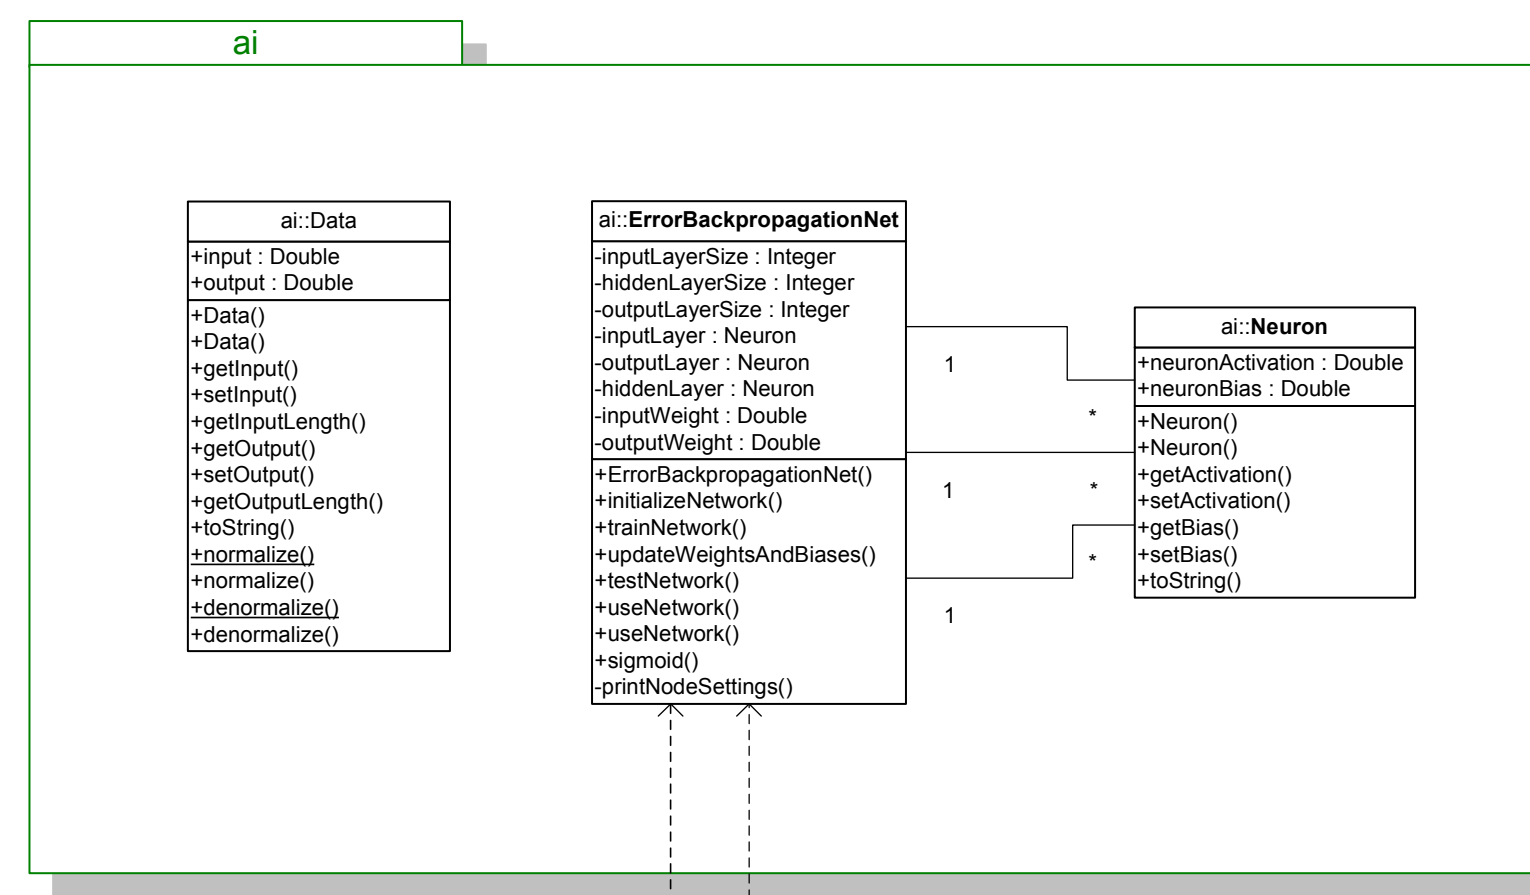 ai
ai::Data
+input : Double
+output : Double
+Data()
+Data()
+getInput()
+setInput()
+getInputLength()
+getOutput()
+setOutput()
+getOutputLength()
+toString()
+normalize()
+normalize()
+denormalize()
+denormalize()
ai::ErrorBackpropagationNet
-inputLayerSize : Integer
-hiddenLayerSize : Integer
-outputLayerSize : Integer
-inputLayer : Neuron
-outputLayer : Neuron
-hiddenLayer : Neuron
-inputWeight : Double
-outputWeight : Double
+ErrorBackpropagationNet()
+initializeNetwork()
+trainNetwork()
+updateWeightsAndBiases()
+testNetwork()
+useNetwork()
+useNetwork()
+sigmoid()
-printNodeSettings()
1
*
1
*
*
1
ai::Neuron
+neuronActivation : Double
+neuronBias : Double
+Neuron()
+Neuron()
+getActivation()
+setActivation()
+getBias()
+setBias()
+toString()